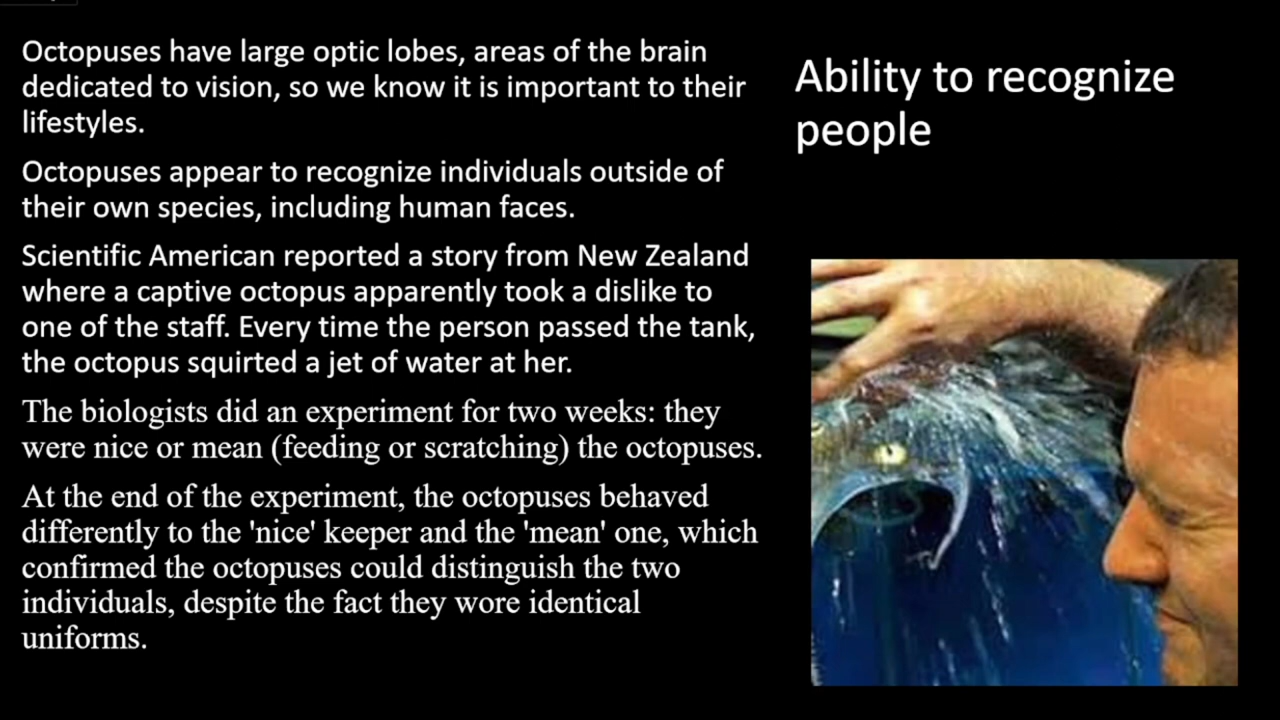 Octopuses have large optic lobes, areas of the brain
dedicated to vision, so we know it is important to their
lifestyles.
Octopuses appear to recognize individuals outside of
their own species, including human faces.
Scientific American reported a story from New Zealand
where a captive octopus apparently took a dislike to
one of the staff. Every time the person passed the tank,
the octopus squirted a jet of water at her.
The biologists did an experiment for two weeks: they
were nice or mean (feeding or scratching) the octopuses.
At the end of the experiment, the octopuses behaved
differently to the 'nice' keeper and the 'mean' one, which
confirmed the octopuses could distinguish the two
individuals, despite the fact they wore identical
uniforms.
Ability to recognize
people